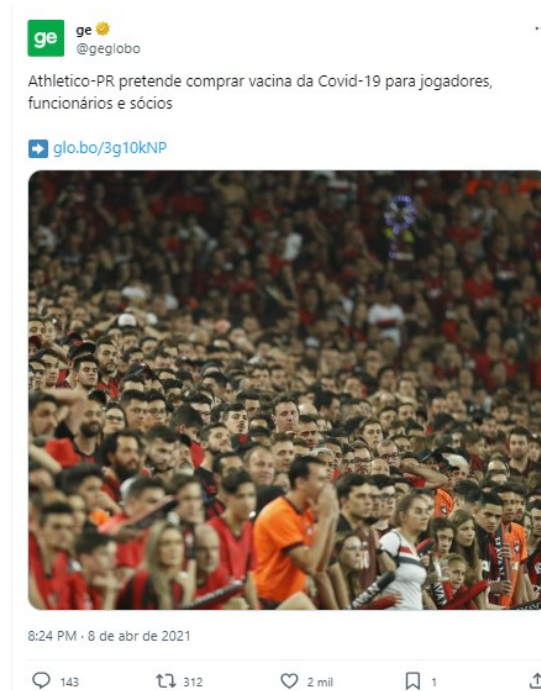 ge
ge
@geglobo
Athletico-PR pretende comprar vacina da Covid-19 para jogadores,
funcionários e sócios
glo.bo/3g10kNP
8:24 PM · 8 de abr de 2021
143 312 2 mil 1